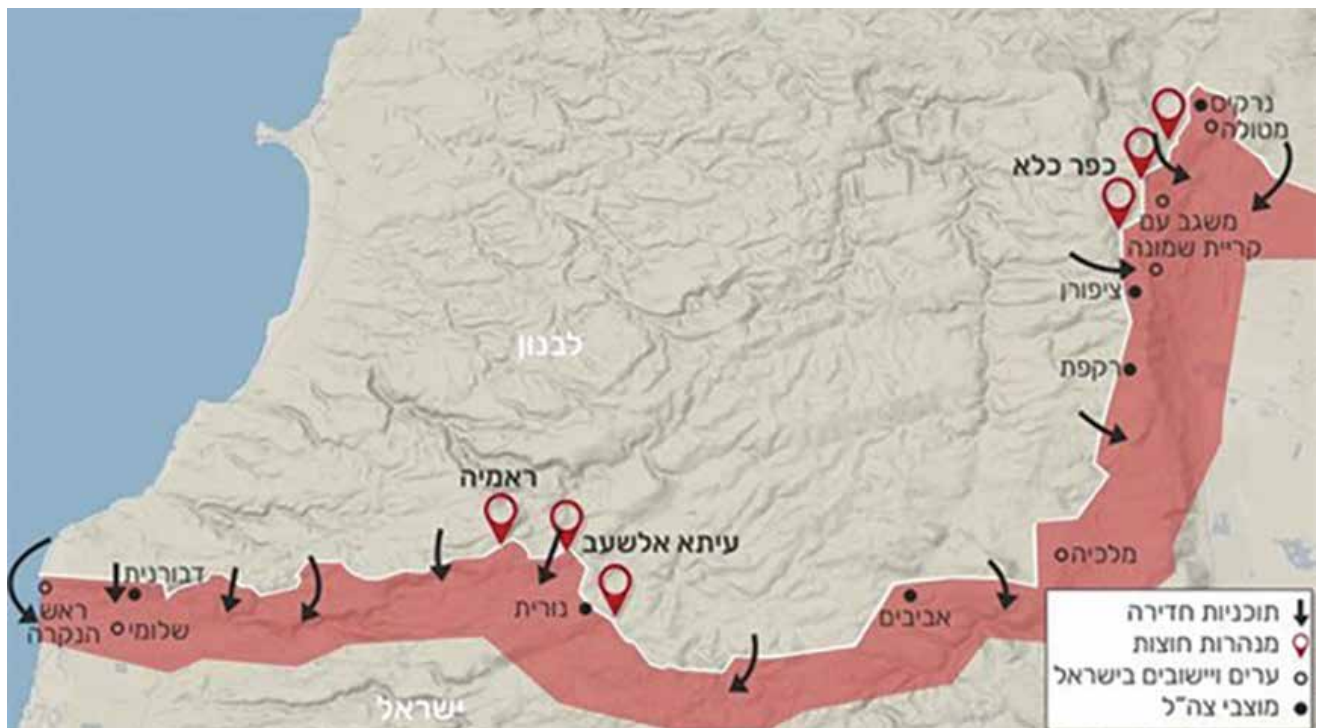 נרקיס
מטולה
כפר כלא
משגב עם
קריית שמונה
ציפורן
רקפת
לבנון
ראמיה
עיתא אלשעב
מלכיה
דבורנית
ראש
הנקרה
שלומי
נורית
אביבים
ישראל
תוכניות חדירה
מנהרות חוצות
ערים ויישובים בישראל
מוצבי צה"ל